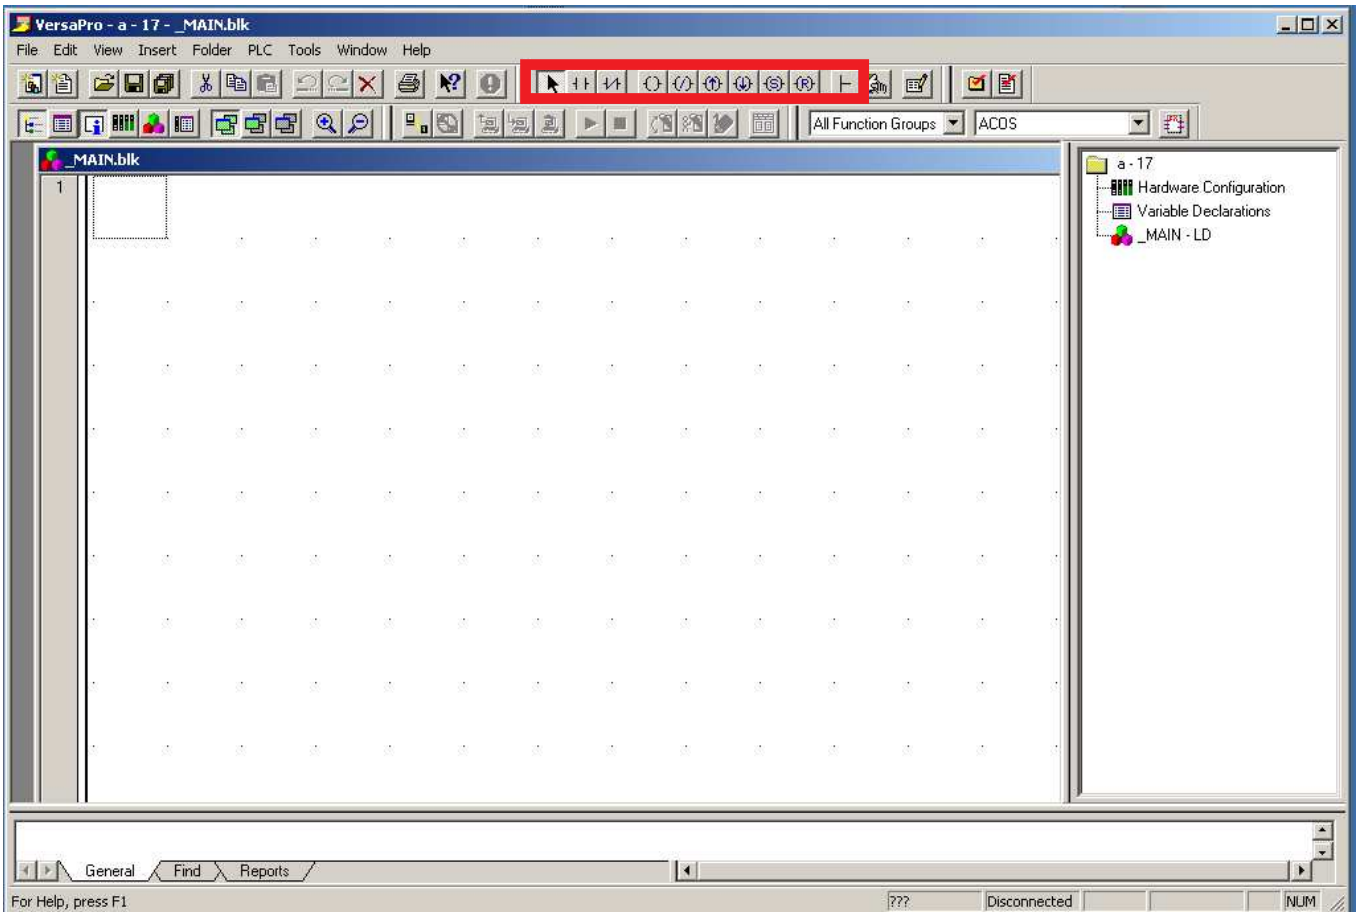 VersaPro - a - 17 - _MAIN.blk
File Edit View Insert Folder PLC Tools Window Help
All Function Groups ACOS
_MAIN.blk
1
a - 17
Hardware Configuration
Variable Declarations
_MAIN - LD
General Find Reports
For Help, press F1 ??? Disconnected NUM